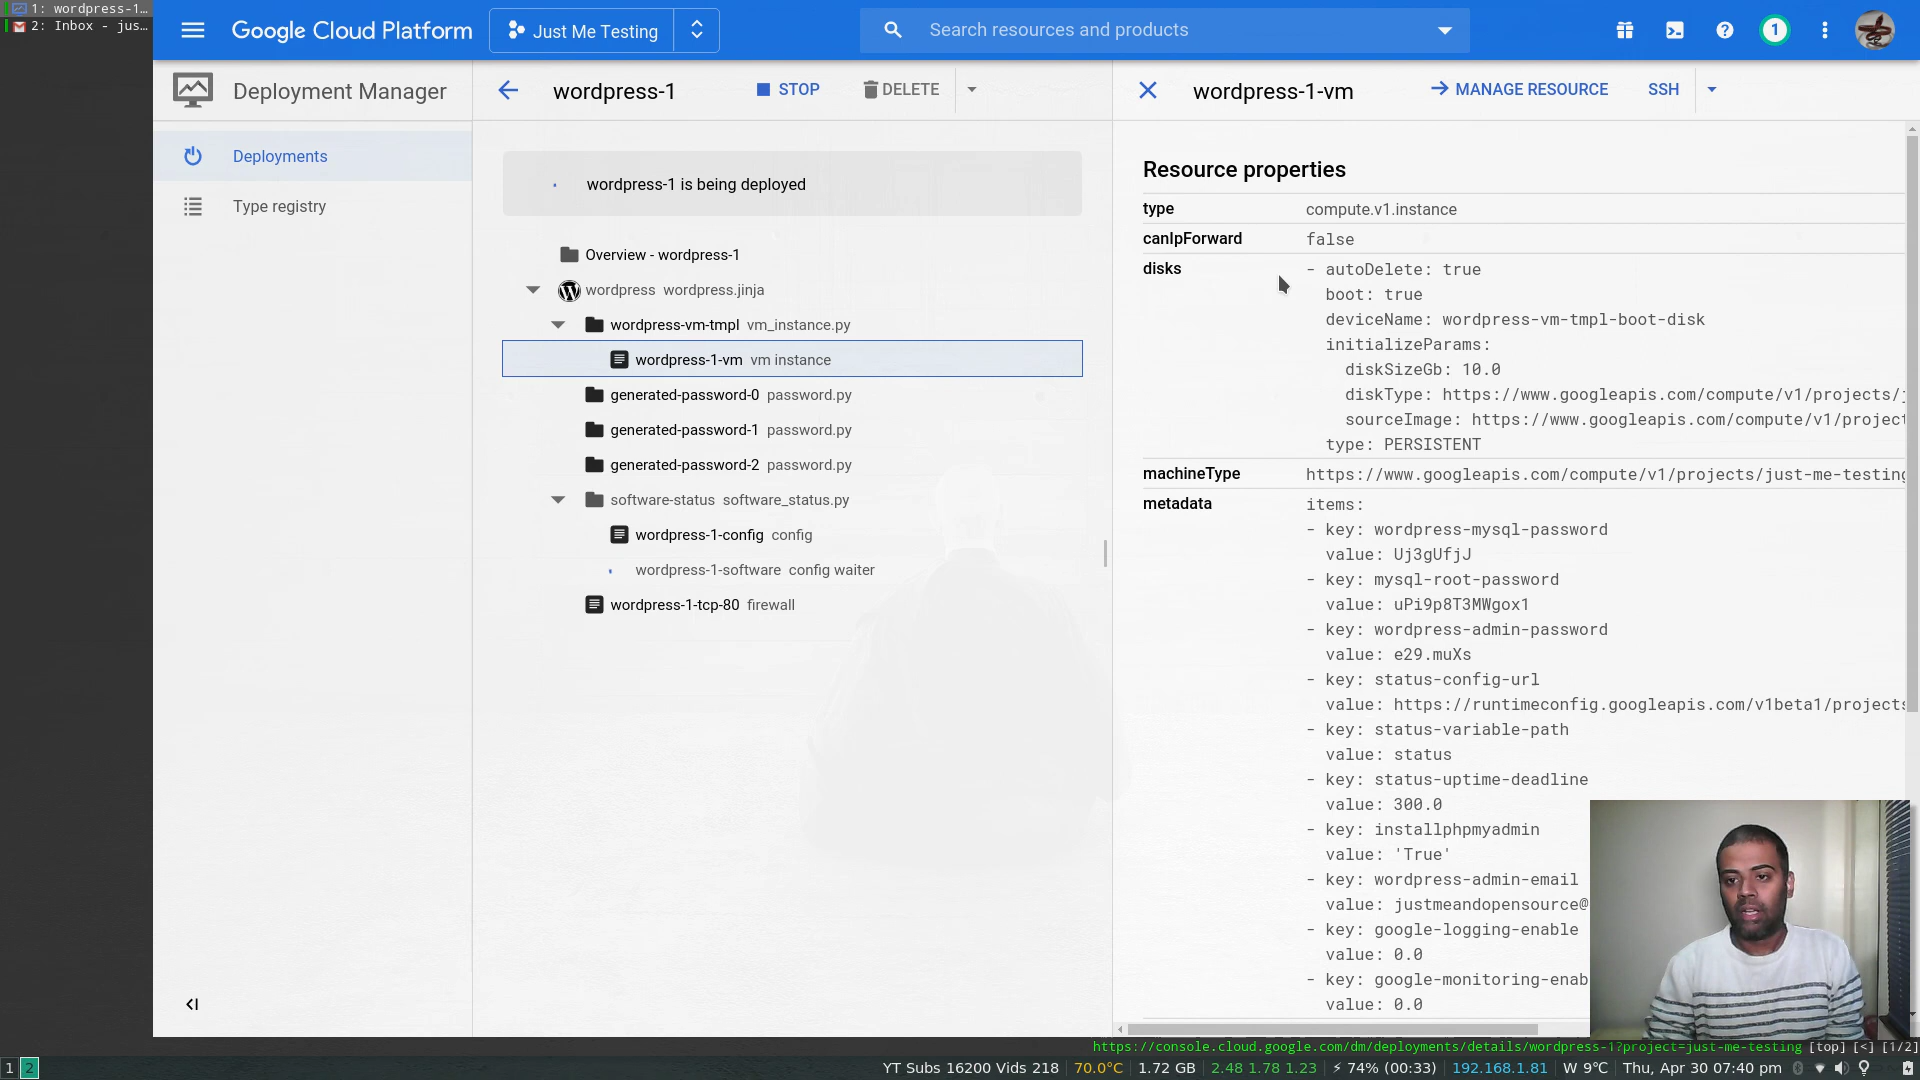 1: wordpress-1…
2: Inbox - jus…
Google Cloud Platform
Just Me Testing
Search resources and products
1
Deployment Manager
Deployments
Type registry
wordpress-1
STOP
DELETE
wordpress-1 is being deployed
Overview - wordpress-1
wordpress wordpress.jinja
wordpress-vm-tmpl vm_instance.py
wordpress-1-vm vm instance
generated-password-0 password.py
generated-password-1 password.py
generated-password-2 password.py
software-status software_status.py
wordpress-1-config config
wordpress-1-software config waiter
wordpress-1-tcp-80 firewall
wordpress-1-vm
MANAGE RESOURCE
SSH
Resource properties
type compute.v1.instance
canIpForward false
disks - autoDelete: true
boot: true
deviceName: wordpress-vm-tmpl-boot-disk
initializeParams:
diskSizeGb: 10.0
diskType: https://www.googleapis.com/compute/v1/projects/
sourceImage: https://www.googleapis.com/compute/v1/project
type: PERSISTENT
machineType https://www.googleapis.com/compute/v1/projects/just-me-testing
metadata items:
- key: wordpress-mysql-password
value: Uj3gUfjJ
- key: mysql-root-password
value: uPi9p8T3MWgox1
- key: wordpress-admin-password
value: e29.muXs
- key: status-config-url
value: https://runtimeconfig.googleapis.com/v1beta1/projects
- key: status-variable-path
value: status
- key: status-uptime-deadline
value: 300.0
- key: installphpmyadmin
value: 'True'
- key: wordpress-admin-email
value: justmeandopensource@
- key: google-logging-enable
value: 0.0
- key: google-monitoring-enab
value: 0.0
https://console.cloud.google.com/dm/deployments/details/wordpress-1?project=just-me-testing [top] [<] [1/2]
1 2
YT Subs 16200 Vids 218 70.0°C 1.72 GB 2.48 1.78 1.23 ⚡ 74% (00:33) 192.168.1.81 W 9°C Thu, Apr 30 07:40 pm